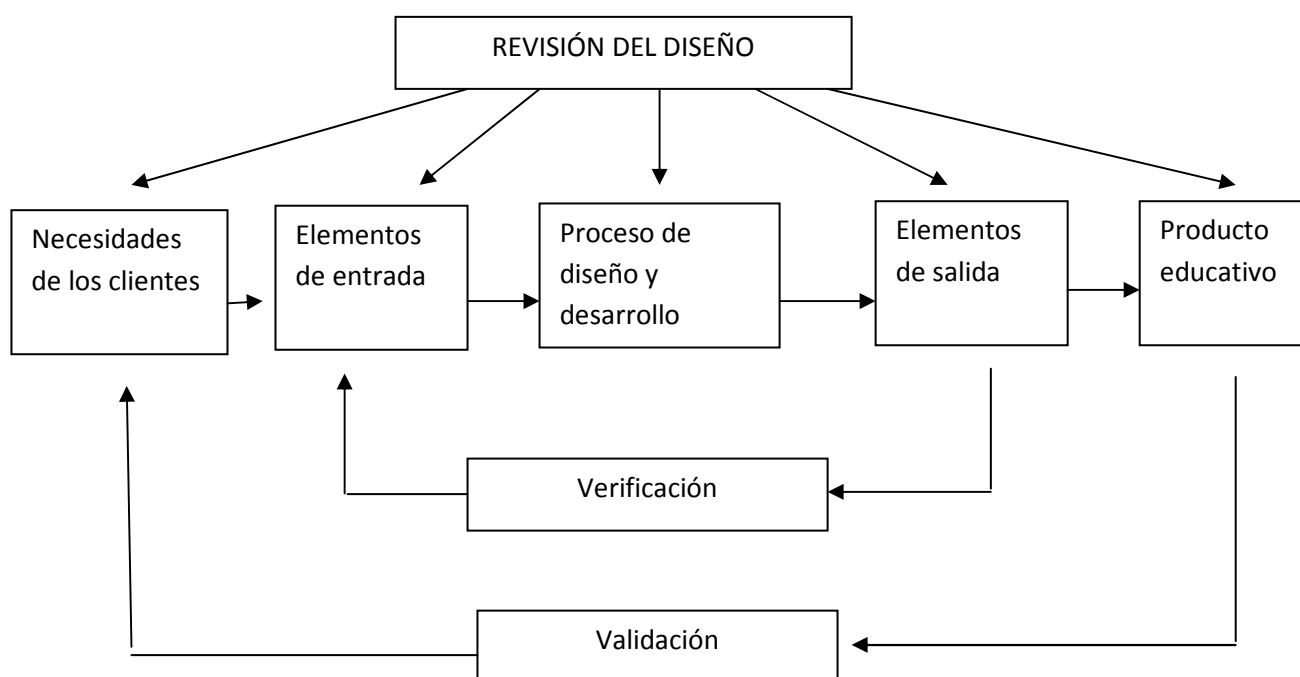 REVISIÓN DEL DISEÑO
Necesidades
de los clientes
Elementos
de entrada
Proceso de
diseño y
desarrollo
Elementos
de salida
Producto
educativo
Verificación
Validación